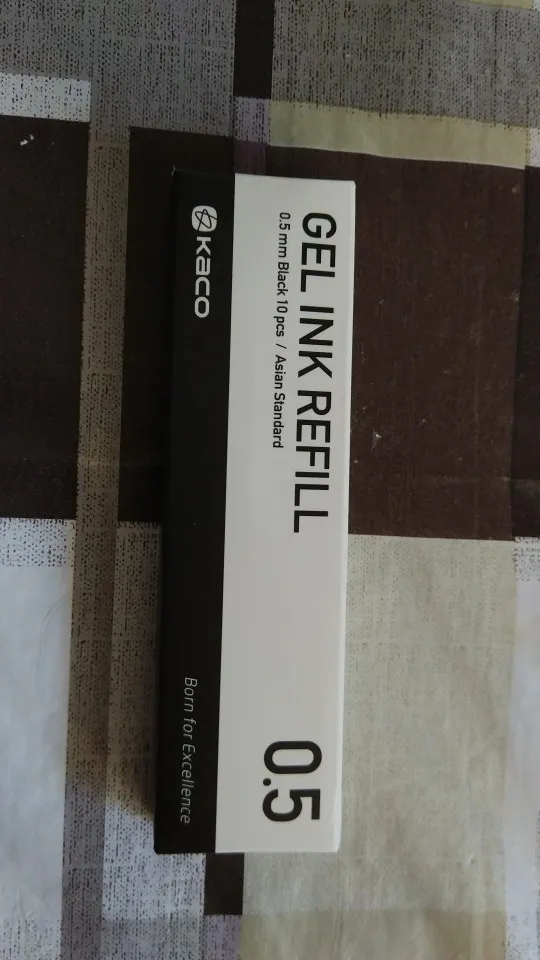 GEL INK REFILL
0.5 mm Black 10 pcs / Asian Standard
0.5
KACO
Born for Excellence